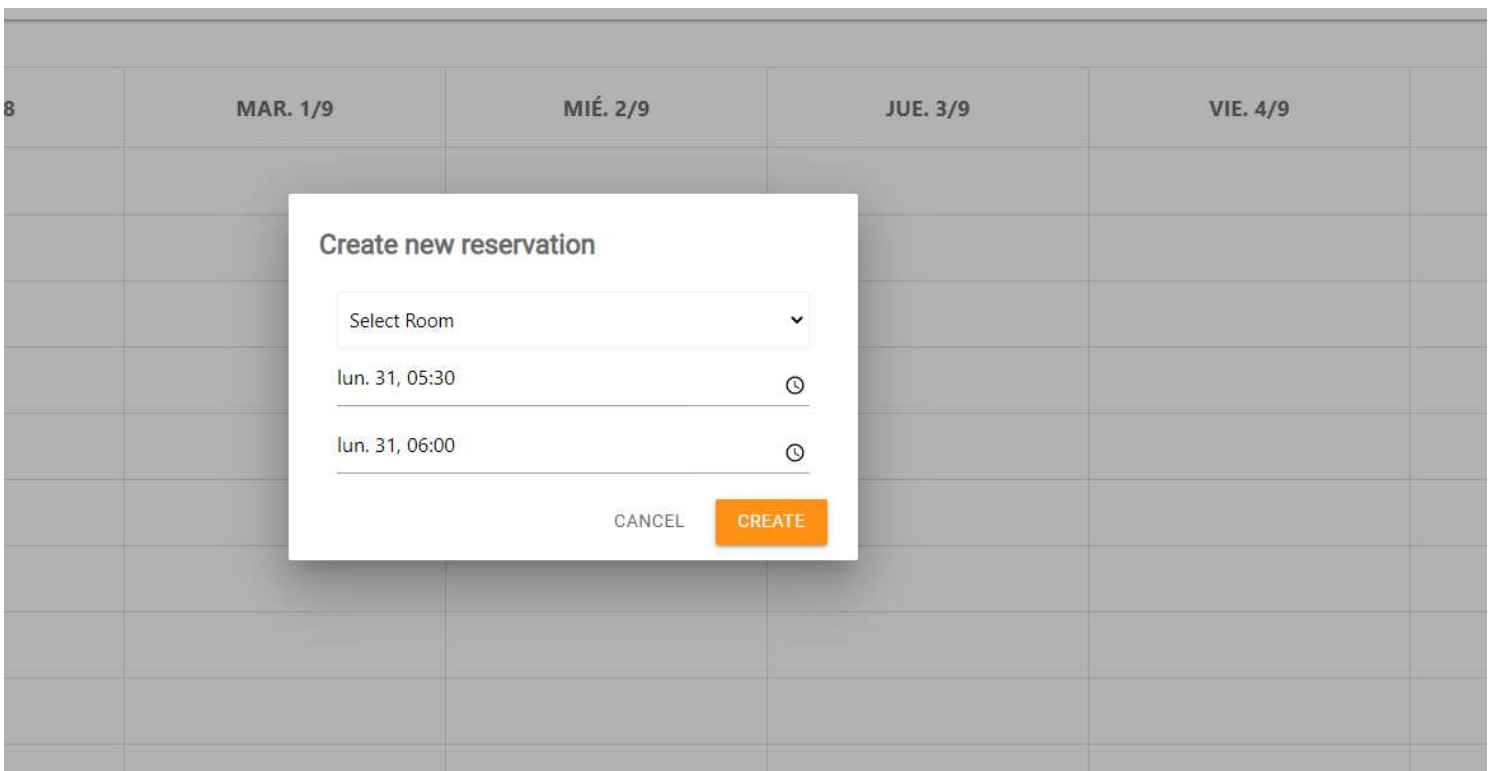 8 MAR. 1/9 MIÉ. 2/9 JUE. 3/9 VIE. 4/9
Create new reservation
Select Room
lun. 31, 05:30
lun. 31, 06:00
CANCEL CREATE